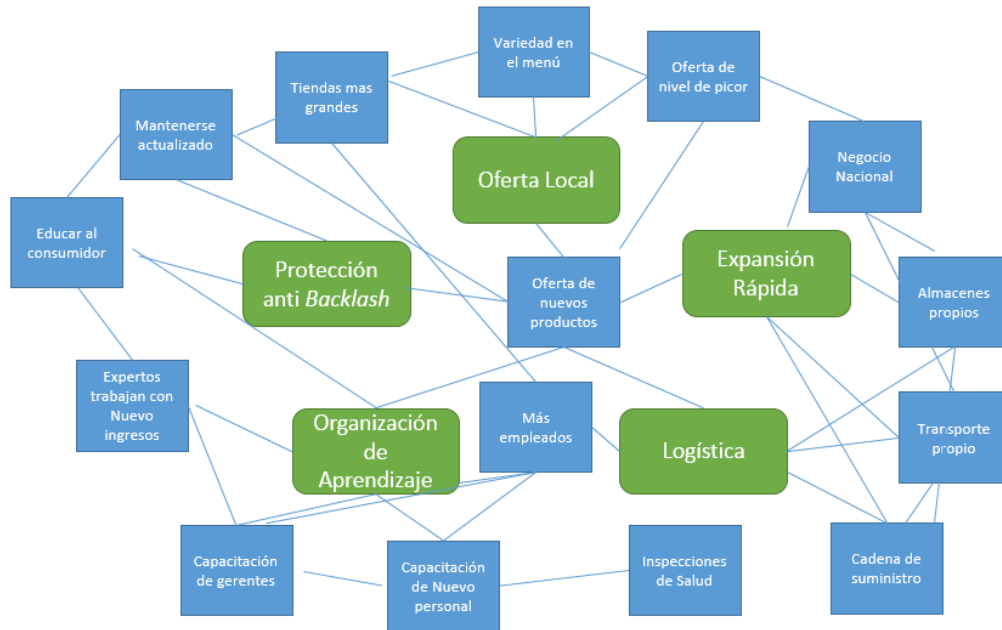 Variedad en
el menú
Oferta de
nivel de picor
Tiendas mas
grandes
Mantenerse
actualizado
Negocio
Nacional
Oferta Local
Educar al
consumidor
Protección
anti Backlash
Oferta de
nuevos
productos
Expansión
Rápida
Almacenes
propios
Expertos
trabajan con
Nuevo
ingresos
Organización
de
Aprendizaje
Más
empleados
Logística
Transporte
propio
Capacitación
de gerentes
Capacitación
de Nuevo
personal
Inspecciones
de Salud
Cadena de
suministro